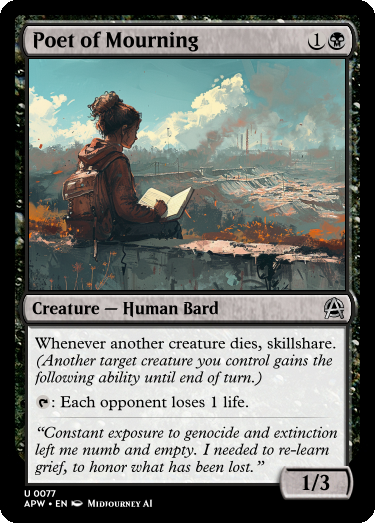 Poet of Mourning 1
Creature — Human Bard
Whenever another creature dies, skillshare.
(Another target creature you control gains the
following ability until end of turn.)
: Each opponent loses 1 life.
“Constant exposure to genocide and extinction
left me numb and empty. I needed to re-learn
grief, to honor what has been lost.”
1/3
U 0077
APW • EN Midjourney AI